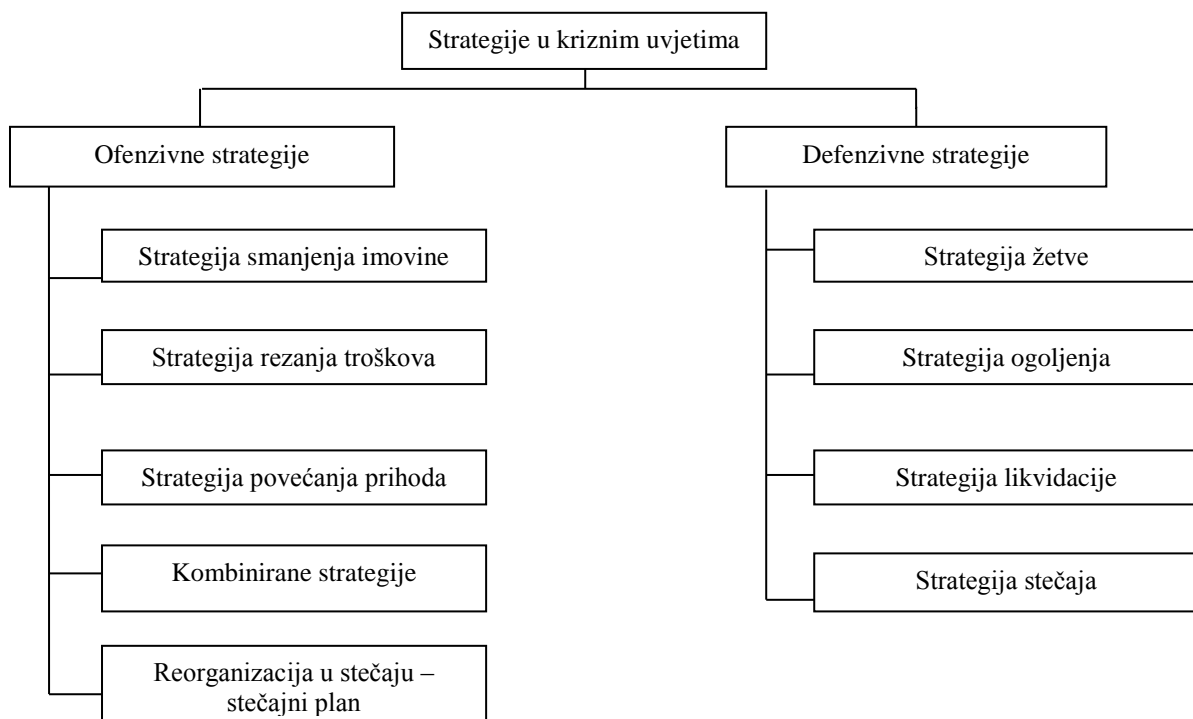 Strategije u kriznim uvjetima
Ofenzivne strategije
Strategija smanjenja imovine
Strategija rezanja troškova
Strategija povećanja prihoda
Kombinirane strategije
Reorganizacija u stečaju –
stečajni plan
Defenzivne strategije
Strategija žetve
Strategija ogoljenja
Strategija likvidacije
Strategija stečaja